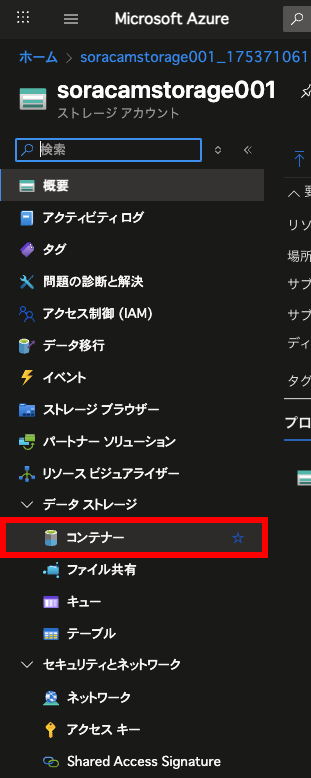 Microsoft Azure
ホーム > soracamstorage001_175371061
soracamstorage001
ストレージ アカウント
検索
概要
アクティビティ ログ
タグ
問題の診断と解決
アクセス制御 (IAM)
データ移行
イベント
ストレージ ブラウザー
パートナー ソリューション
リソース ビジュアライザー
データ ストレージ
コンテナー
ファイル共有
キュー
テーブル
セキュリティとネットワーク
ネットワーク
アクセス キー
Shared Access Signature
リソ
場所
サブ
サブ
ディ
タグ
プロ